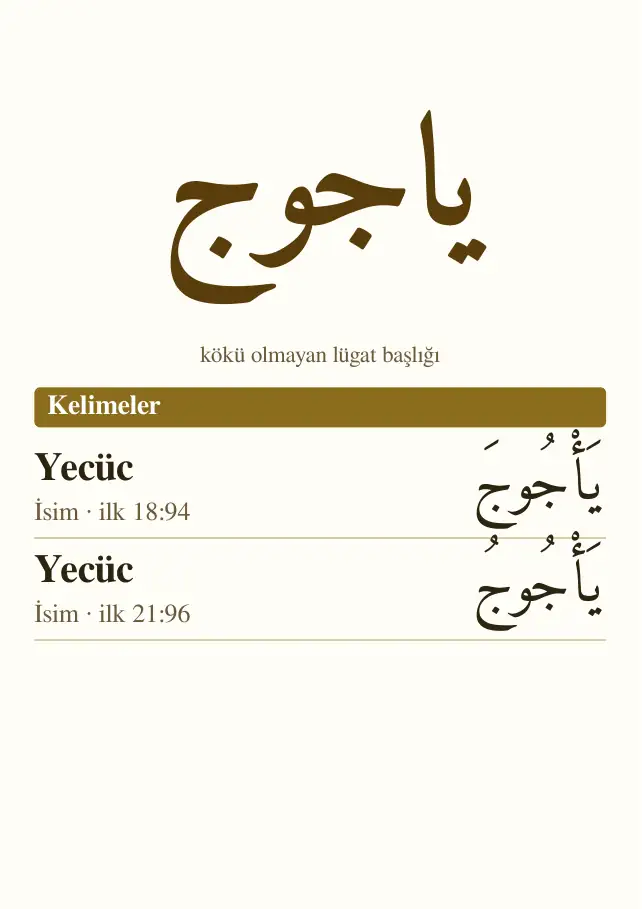 ياجوج
kökü olmayan lügat başlığı
Kelimeler
Yecüc يَأْجُوجَ
İsim · ilk 18:94
Yecüc يَأْجُوجُ
İsim · ilk 21:96